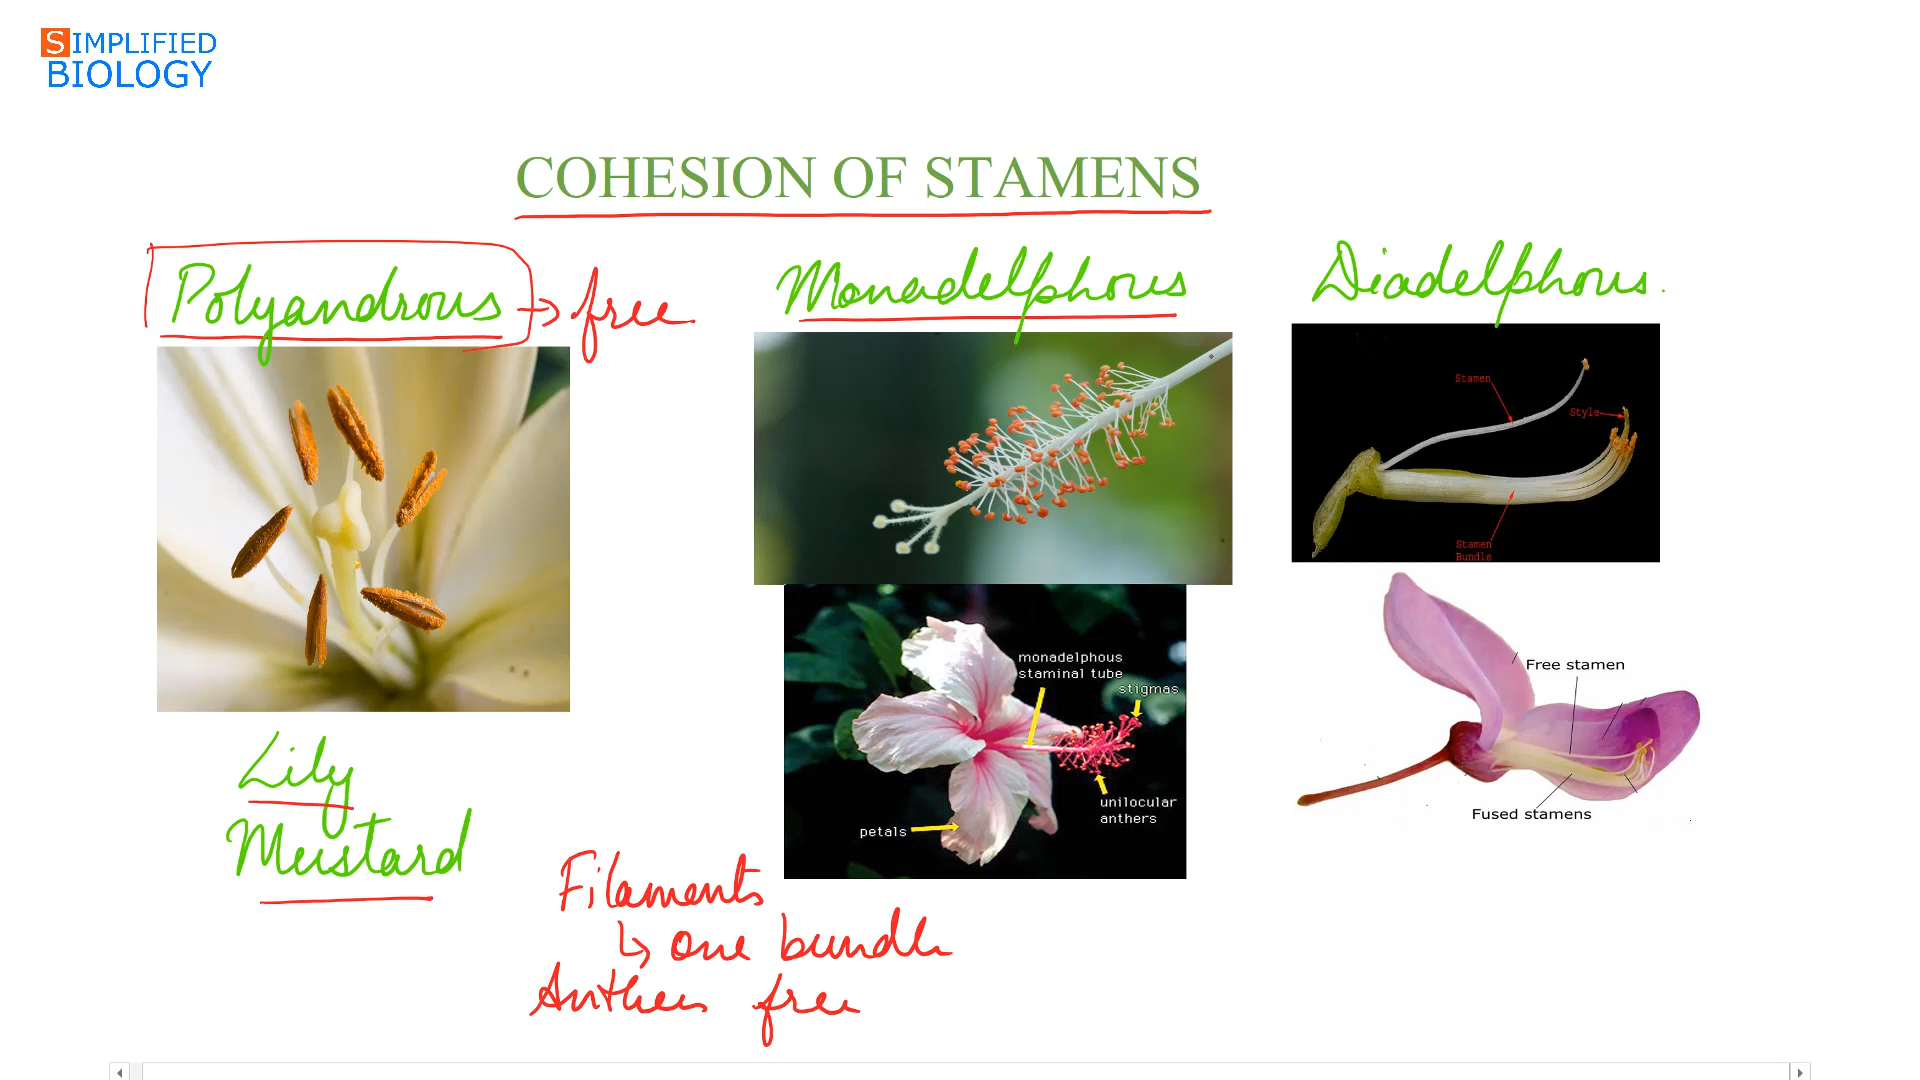 SIMPLIFIED
BIOLOGY
COHESION OF STAMENS
Polyandrous → free
Monadelphous
Diadelphous.
Stamen
Style
Stamen
Bundle
monadelphous
staminal tube
stigmas
unilocular
anthers
petals
Free stamen
Fused stamens
Lily
Mustard
Filaments
↳ one bundle
Anthers free